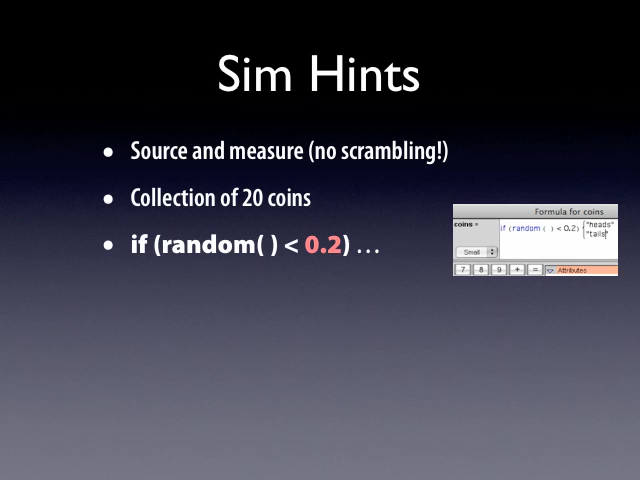 Sim Hints
• Source and measure (no scrambling!)
• Collection of 20 coins
• if (random( ) < 0.2) …
Formula for coins
coins =
if (random ( ) < 0.2) { "heads"
"tails"
Small
7 8 9 + = Attributes